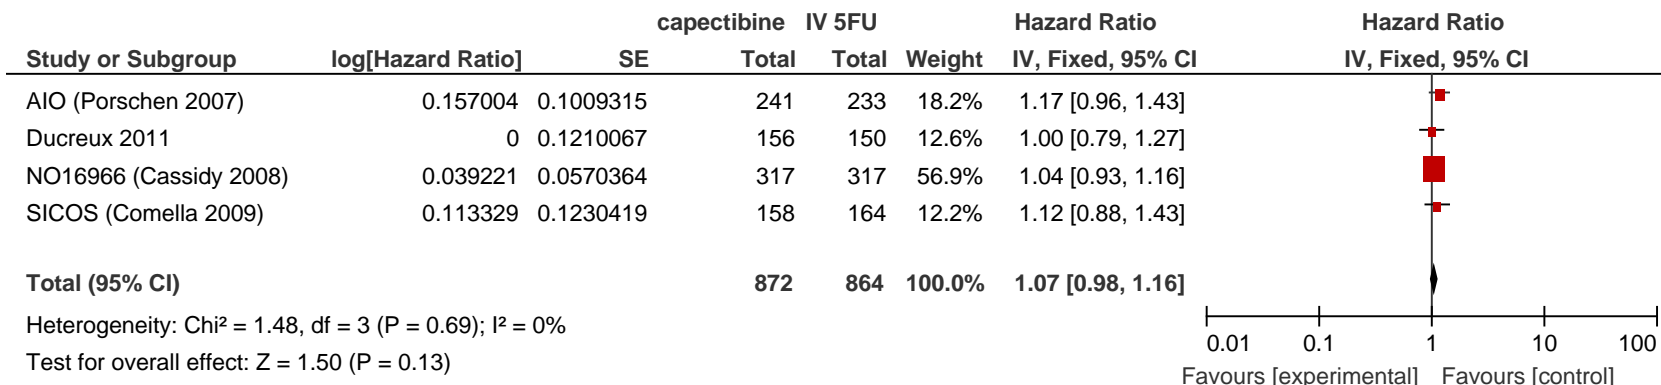 capectibine IV 5FU Hazard Ratio Hazard Ratio
Study or Subgroup log[Hazard Ratio] SE Total Total Weight IV, Fixed, 95% CI IV, Fixed, 95% CI
AIO (Porschen 2007) 0.157004 0.1009315 241 233 18.2% 1.17 [0.96, 1.43]
Ducreux 2011 0 0.1210067 156 150 12.6% 1.00 [0.79, 1.27]
NO16966 (Cassidy 2008) 0.039221 0.0570364 317 317 56.9% 1.04 [0.93, 1.16]
SICOS (Comella 2009) 0.113329 0.1230419 158 164 12.2% 1.12 [0.88, 1.43]
Total (95% CI) 872 864 100.0% 1.07 [0.98, 1.16]
Heterogeneity: Chi² = 1.48, df = 3 (P = 0.69); I² = 0%
Test for overall effect: Z = 1.50 (P = 0.13)
0.01 0.1 1 10 100
Favours [experimental] Favours [control]